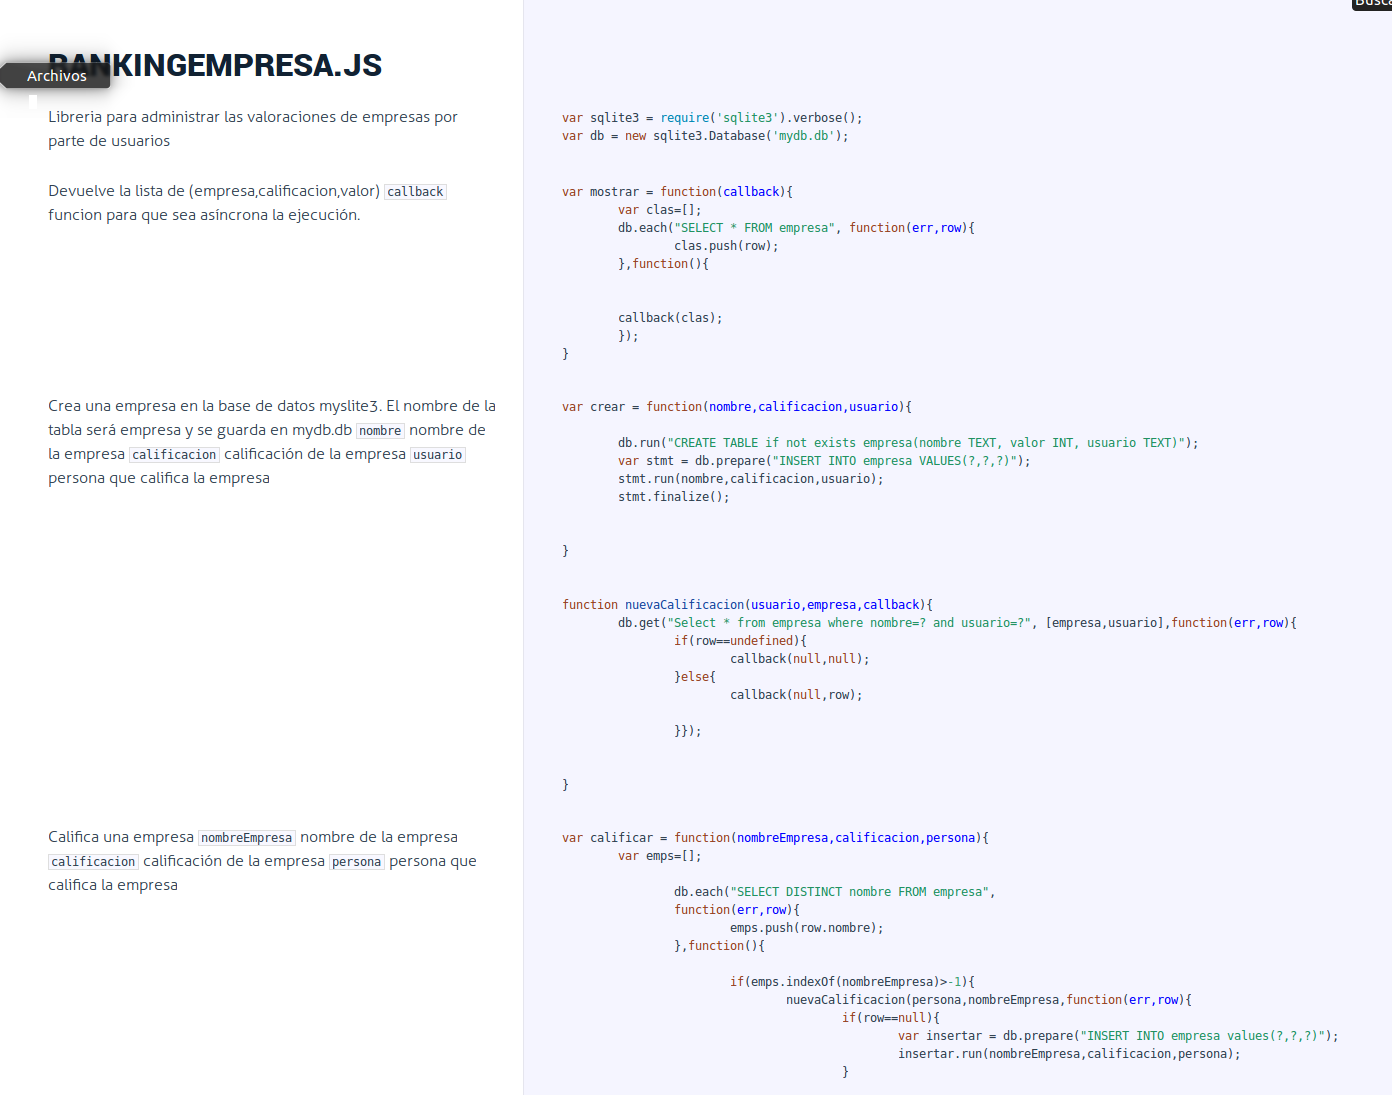 RANKINGEMPRESA.JS
Archivos
Libreria para administrar las valoraciones de empresas por
parte de usuarios
var sqlite3 = require('sqlite3').verbose();
var db = new sqlite3.Database('mydb.db');
Devuelve la lista de (empresa,calificacion,valor) callback
funcion para que sea asíncrona la ejecución.
var mostrar = function(callback){
var clas=[];
db.each("SELECT * FROM empresa", function(err,row){
clas.push(row);
},function(){
callback(clas);
});
}
Crea una empresa en la base de datos myslite3. El nombre de la
tabla será empresa y se guarda en mydb.db nombre nombre de
la empresa calificacion calificación de la empresa usuario
persona que califica la empresa
var crear = function(nombre,calificacion,usuario){
db.run("CREATE TABLE if not exists empresa(nombre TEXT, valor INT, usuario TEXT)");
var stmt = db.prepare("INSERT INTO empresa VALUES(?,?,?)");
stmt.run(nombre,calificacion,usuario);
stmt.finalize();
}
function nuevaCalificacion(usuario,empresa,callback){
db.get("Select * from empresa where nombre=? and usuario=?", [empresa,usuario],function(err,row){
if(row==undefined){
callback(null,null);
}else{
callback(null,row);
}});
}
Califica una empresa nombreEmpresa nombre de la empresa
calificacion calificación de la empresa persona persona que
califica la empresa
var calificar = function(nombreEmpresa,calificacion,persona){
var emps=[];
db.each("SELECT DISTINCT nombre FROM empresa",
function(err,row){
emps.push(row.nombre);
},function(){
if(emps.indexOf(nombreEmpresa)>-1){
nuevaCalificacion(persona,nombreEmpresa,function(err,row){
if(row==null){
var insertar = db.prepare("INSERT INTO empresa values(?,?,?)");
insertar.run(nombreEmpresa,calificacion,persona);
}